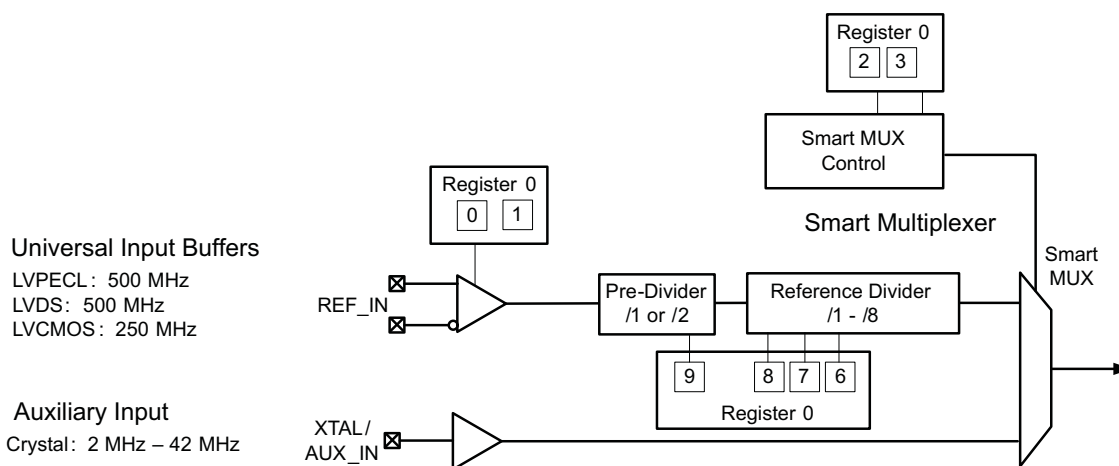 Register 0
2 3
Smart MUX
Control
Register 0
0 1
Smart Multiplexer
Universal Input Buffers
LVPECL: 500 MHz
LVDS: 500 MHz
LVCMOS: 250 MHz
REF_IN
Pre-Divider
/1 or /2
Reference Divider
/1 - /8
Smart
MUX
9 8 7 6
Register 0
Auxiliary Input
Crystal: 2 MHz – 42 MHz
XTAL/
AUX_IN